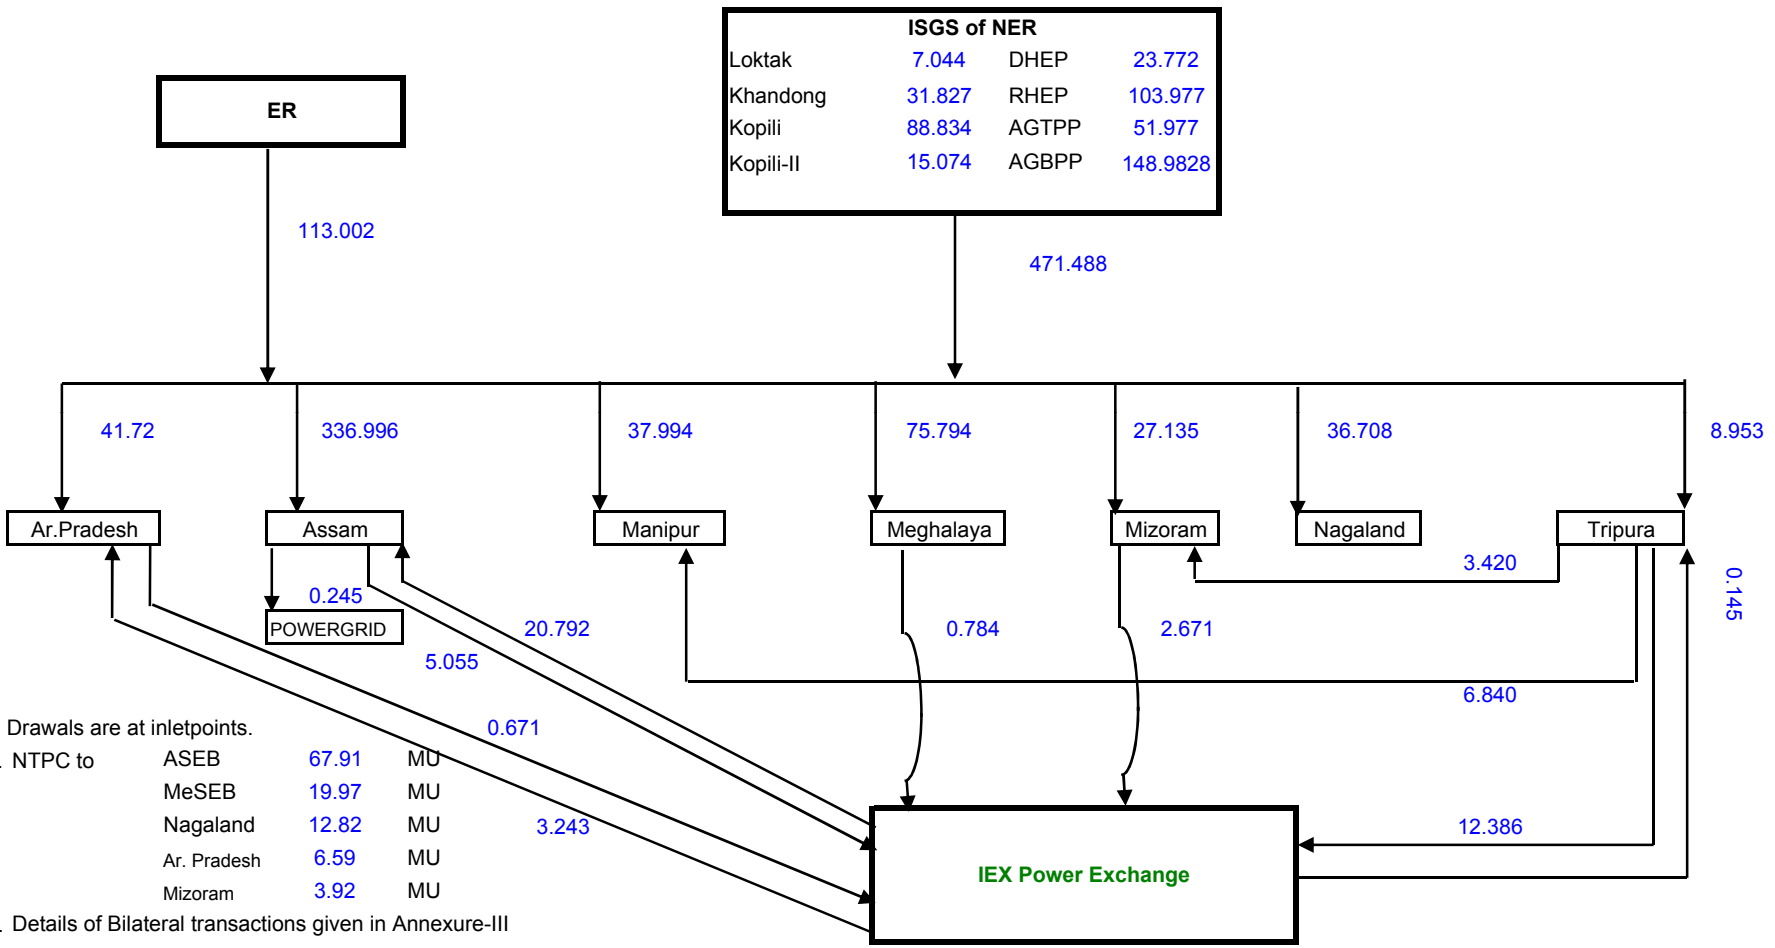 ISGS of NER
Loktak 7.044 DHEP 23.772
Khandong 31.827 RHEP 103.977
Kopili 88.834 AGTPP 51.977
Kopili-II 15.074 AGBPP 148.9828
ER
113.002
471.488
41.72 336.996 37.994 75.794 27.135 36.708 8.953
Ar.Pradesh Assam Manipur Meghalaya Mizoram Nagaland Tripura
3.420
0.145
0.245
POWERGRID
20.792
0.784
2.671
5.055
6.840
0.671
Drawals are at inletpoints.
. NTPC to ASEB 67.91 MU
MeSEB 19.97 MU
Nagaland 12.82 MU
3.243
12.386
Ar. Pradesh 6.59 MU
Mizoram 3.92 MU
IEX Power Exchange
. Details of Bilateral transactions given in Annexure-III